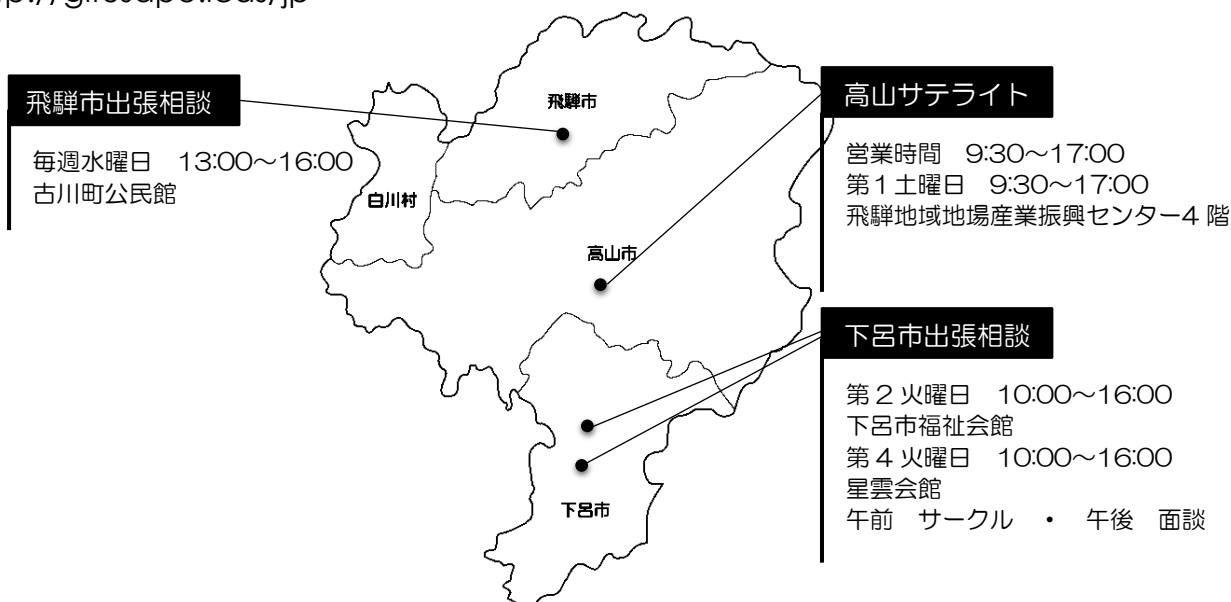 飛騨市出張相談
毎週水曜日　13:00～16:00
古川町公民館
飛騨市
白川村
高山市
下呂市
高山サテライト
営業時間　9:30～17:00
第1土曜日　9:30～17:00
飛騨地域地場産業振興センター4階
下呂市出張相談
第2火曜日　10:00～16:00
下呂市福祉会館
第4火曜日　10:00～16:00
星雲会館
午前　サークル　・　午後　面談